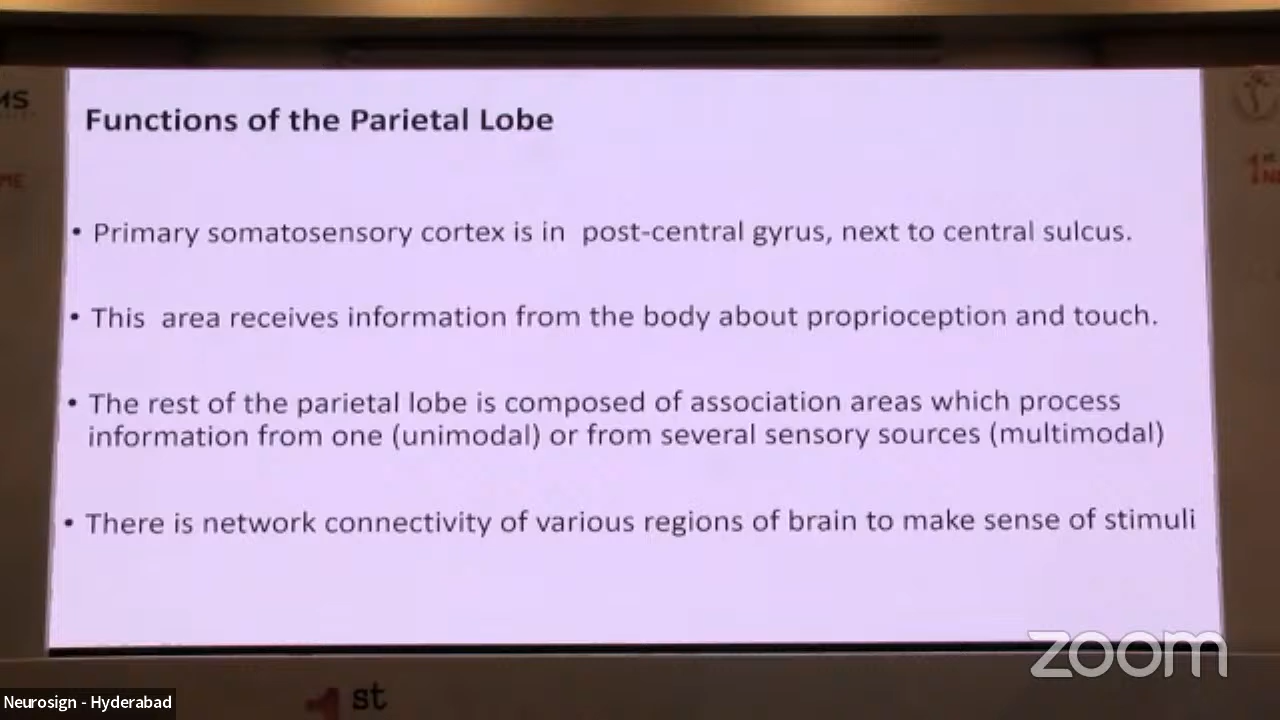 MS
ME
Functions of the Parietal Lobe
• Primary somatosensory cortex is in post-central gyrus, next to central sulcus.
• This area receives information from the body about proprioception and touch.
• The rest of the parietal lobe is composed of association areas which process
information from one (unimodal) or from several sensory sources (multimodal)
• There is network connectivity of various regions of brain to make sense of stimuli
1st
zoom
Neurosign - Hyderabad